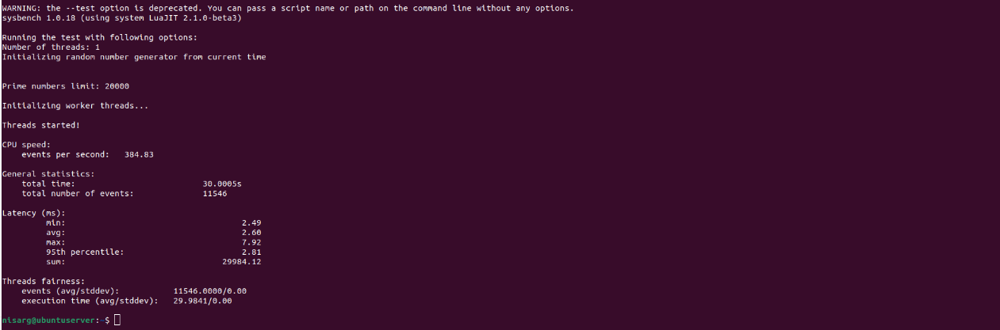 WARNING: the --test option is deprecated. You can pass a script name or path on the command line without any options.
sysbench 1.0.18 (using system LuaJIT 2.1.0-beta3)
Running the test with following options:
Number of threads: 1
Initializing random number generator from current time
Prime numbers limit: 20000
Initializing worker threads...
Threads started!
CPU speed:
    events per second:   384.83
General statistics:
    total time:                          30.0005s
    total number of events:              11546
Latency (ms):
         min:                                    2.49
         avg:                                    2.60
         max:                                    7.92
         95th percentile:                        2.81
         sum:                                29984.12
Threads fairness:
    events (avg/stddev):           11546.0000/0.00
    execution time (avg/stddev):   29.9841/0.00
nisarg@ubuntuserver:~$